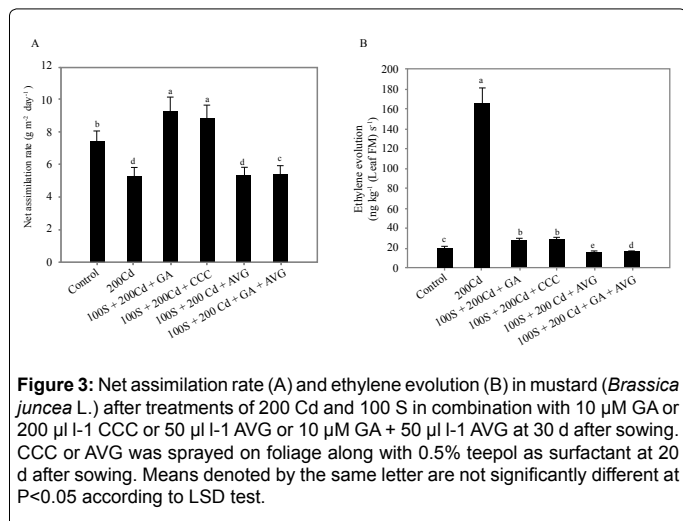 A
Net assimilation rate (g m⁻² day⁻¹)
12
10
8
6
4
2
0
b
d
a
a
d
c
Control
200Cd
100S + 200Cd + GA
100S + 200Cd + CCC
100S + 200 Cd + AVG
100S + 200 Cd + GA + AVG
B
Ethylene evolution
(ng kg⁻¹ (Leaf FM) s⁻¹)
200
180
160
140
120
100
80
60
40
20
0
c
a
b
b
e
d
Control
200Cd
100S + 200Cd + GA
100S + 200Cd + CCC
100S + 200 Cd + AVG
100S + 200 Cd + GA + AVG
Figure 3: Net assimilation rate (A) and ethylene evolution (B) in mustard (Brassica
juncea L.) after treatments of 200 Cd and 100 S in combination with 10 µM GA or
200 µl l-1 CCC or 50 µl l-1 AVG or 10 µM GA + 50 µl l-1 AVG at 30 d after sowing.
CCC or AVG was sprayed on foliage along with 0.5% teepol as surfactant at 20
d after sowing. Means denoted by the same letter are not significantly different at
P<0.05 according to LSD test.